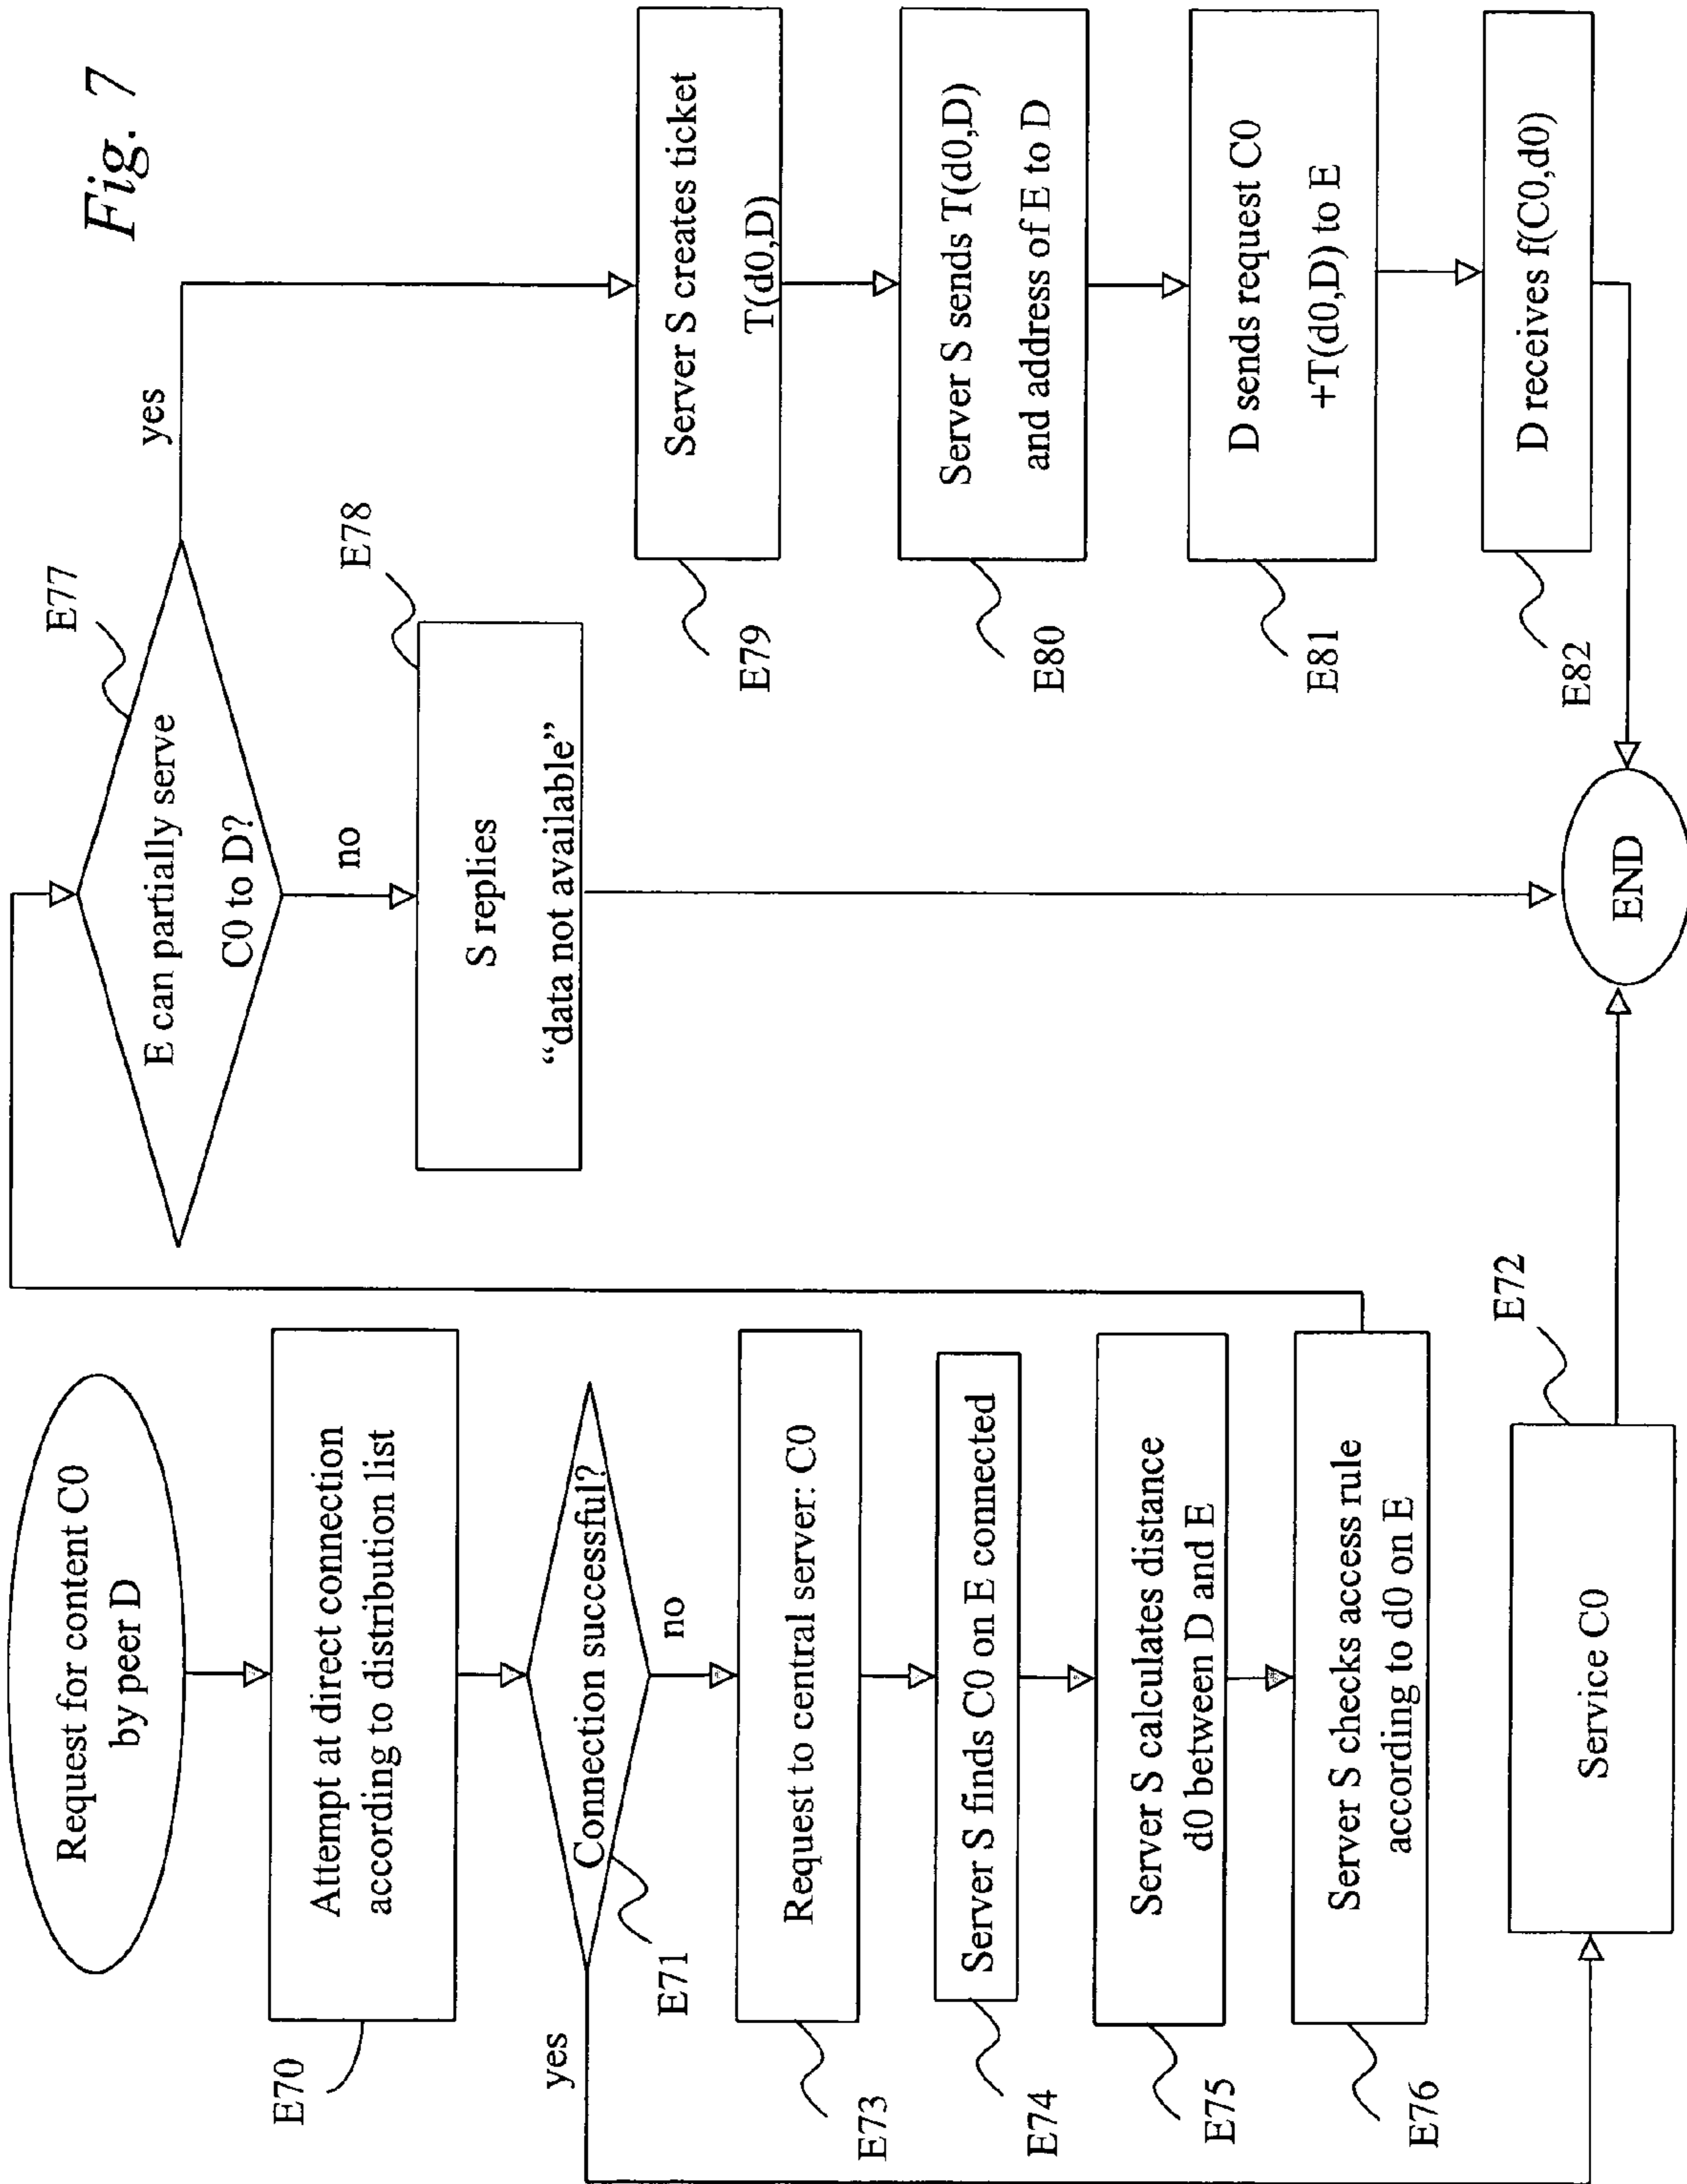 Fig. 7
Request for content C0
by peer D
E70
Attempt at direct connection
according to distribution list
Connection successful?
E71
yes
no
E73
Request to central server: C0
E74
Server S finds C0 on E connected
E75
Server S calculates distance
d0 between D and E
E76
Server S checks access rule
according to d0 on E
E72
Service C0
E77
E can partially serve
C0 to D?
yes
no
E78
S replies
“data not available”
E79
Server S creates ticket
T(d0,D)
E80
Server S sends T(d0,D)
and address of E to D
E81
D sends request C0
+T(d0,D) to E
E82
D receives f(C0,d0)
END